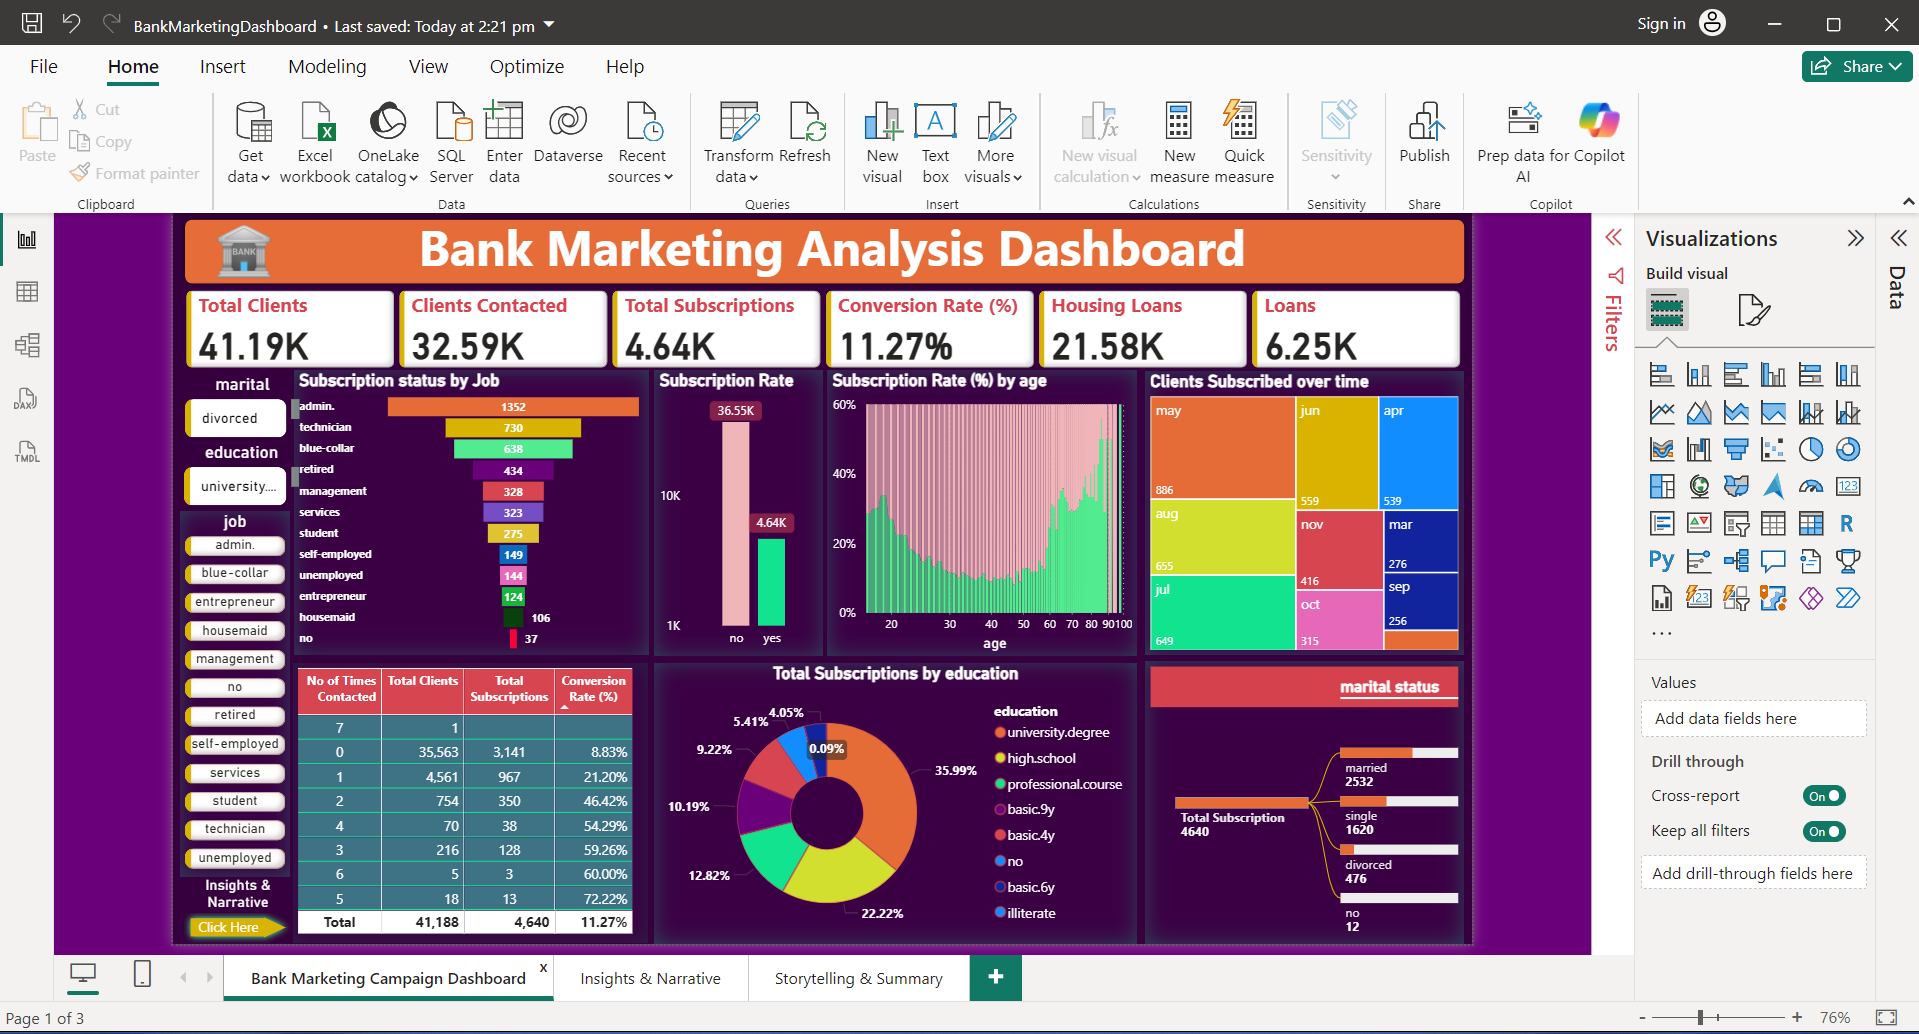 BankMarketingDashboard • Last saved: Today at 2:21 pm
Sign in
File
Home
Insert
Modeling
View
Optimize
Help
Share
Paste
Cut
Copy
Format painter
Clipboard
Get data
Excel workbook
OneLake catalog
SQL Server
Enter data
Dataverse
Recent sources
Data
Transform data
Refresh
Queries
New visual
A
Text box
More visuals
Insert
New visual calculation
New measure
Quick measure
Calculations
Sensitivity
Sensitivity
Publish
Share
Prep data for AI
Copilot
Copilot
DAX
TMDL
BANK
Bank Marketing Analysis Dashboard
Total Clients
41.19K
Clients Contacted
32.59K
Total Subscriptions
4.64K
Conversion Rate (%)
11.27%
Housing Loans
21.58K
Loans
6.25K
marital
divorced
education
university....
job
admin.
blue-collar
entrepreneur
housemaid
management
no
retired
self-employed
services
student
technician
unemployed
Insights & Narrative
Click Here
Subscription status by Job
admin. 1352
technician 730
blue-collar 638
retired 434
management 328
services 323
student 275
self-employed 149
unemployed 144
entrepreneur 124
housemaid 106
no 37
Subscription Rate
36.55K
10K
4.64K
1K
no yes
Subscription Rate (%) by age
60%
40%
20%
0%
20 30 40 50 60 70 80 90 100
age
Clients Subscribed over time
may
886
aug
655
jul
649
jun
559
apr
539
nov
416
oct
315
mar
276
sep
256
No of Times Contacted Total Clients Total Subscriptions Conversion Rate (%)
7 1
0 35,563 3,141 8.83%
1 4,561 967 21.20%
2 754 350 46.42%
4 70 38 54.29%
3 216 128 59.26%
6 5 3 60.00%
5 18 13 72.22%
Total 41,188 4,640 11.27%
Total Subscriptions by education
4.05%
5.41%
0.09%
9.22%
35.99%
10.19%
12.82%
22.22%
education
university.degree
high.school
professional.course
basic.9y
basic.4y
no
basic.6y
illiterate
marital status
Total Subscription
4640
married
2532
single
1620
divorced
476
no
12
Filters
Visualizations
Build visual
123
R
Py
123
...
Values
Add data fields here
Drill through
Cross-report
On
Keep all filters
On
Add drill-through fields here
Data
Bank Marketing Campaign Dashboard
x
Insights & Narrative
Storytelling & Summary
+
Page 1 of 3
-
+
76%